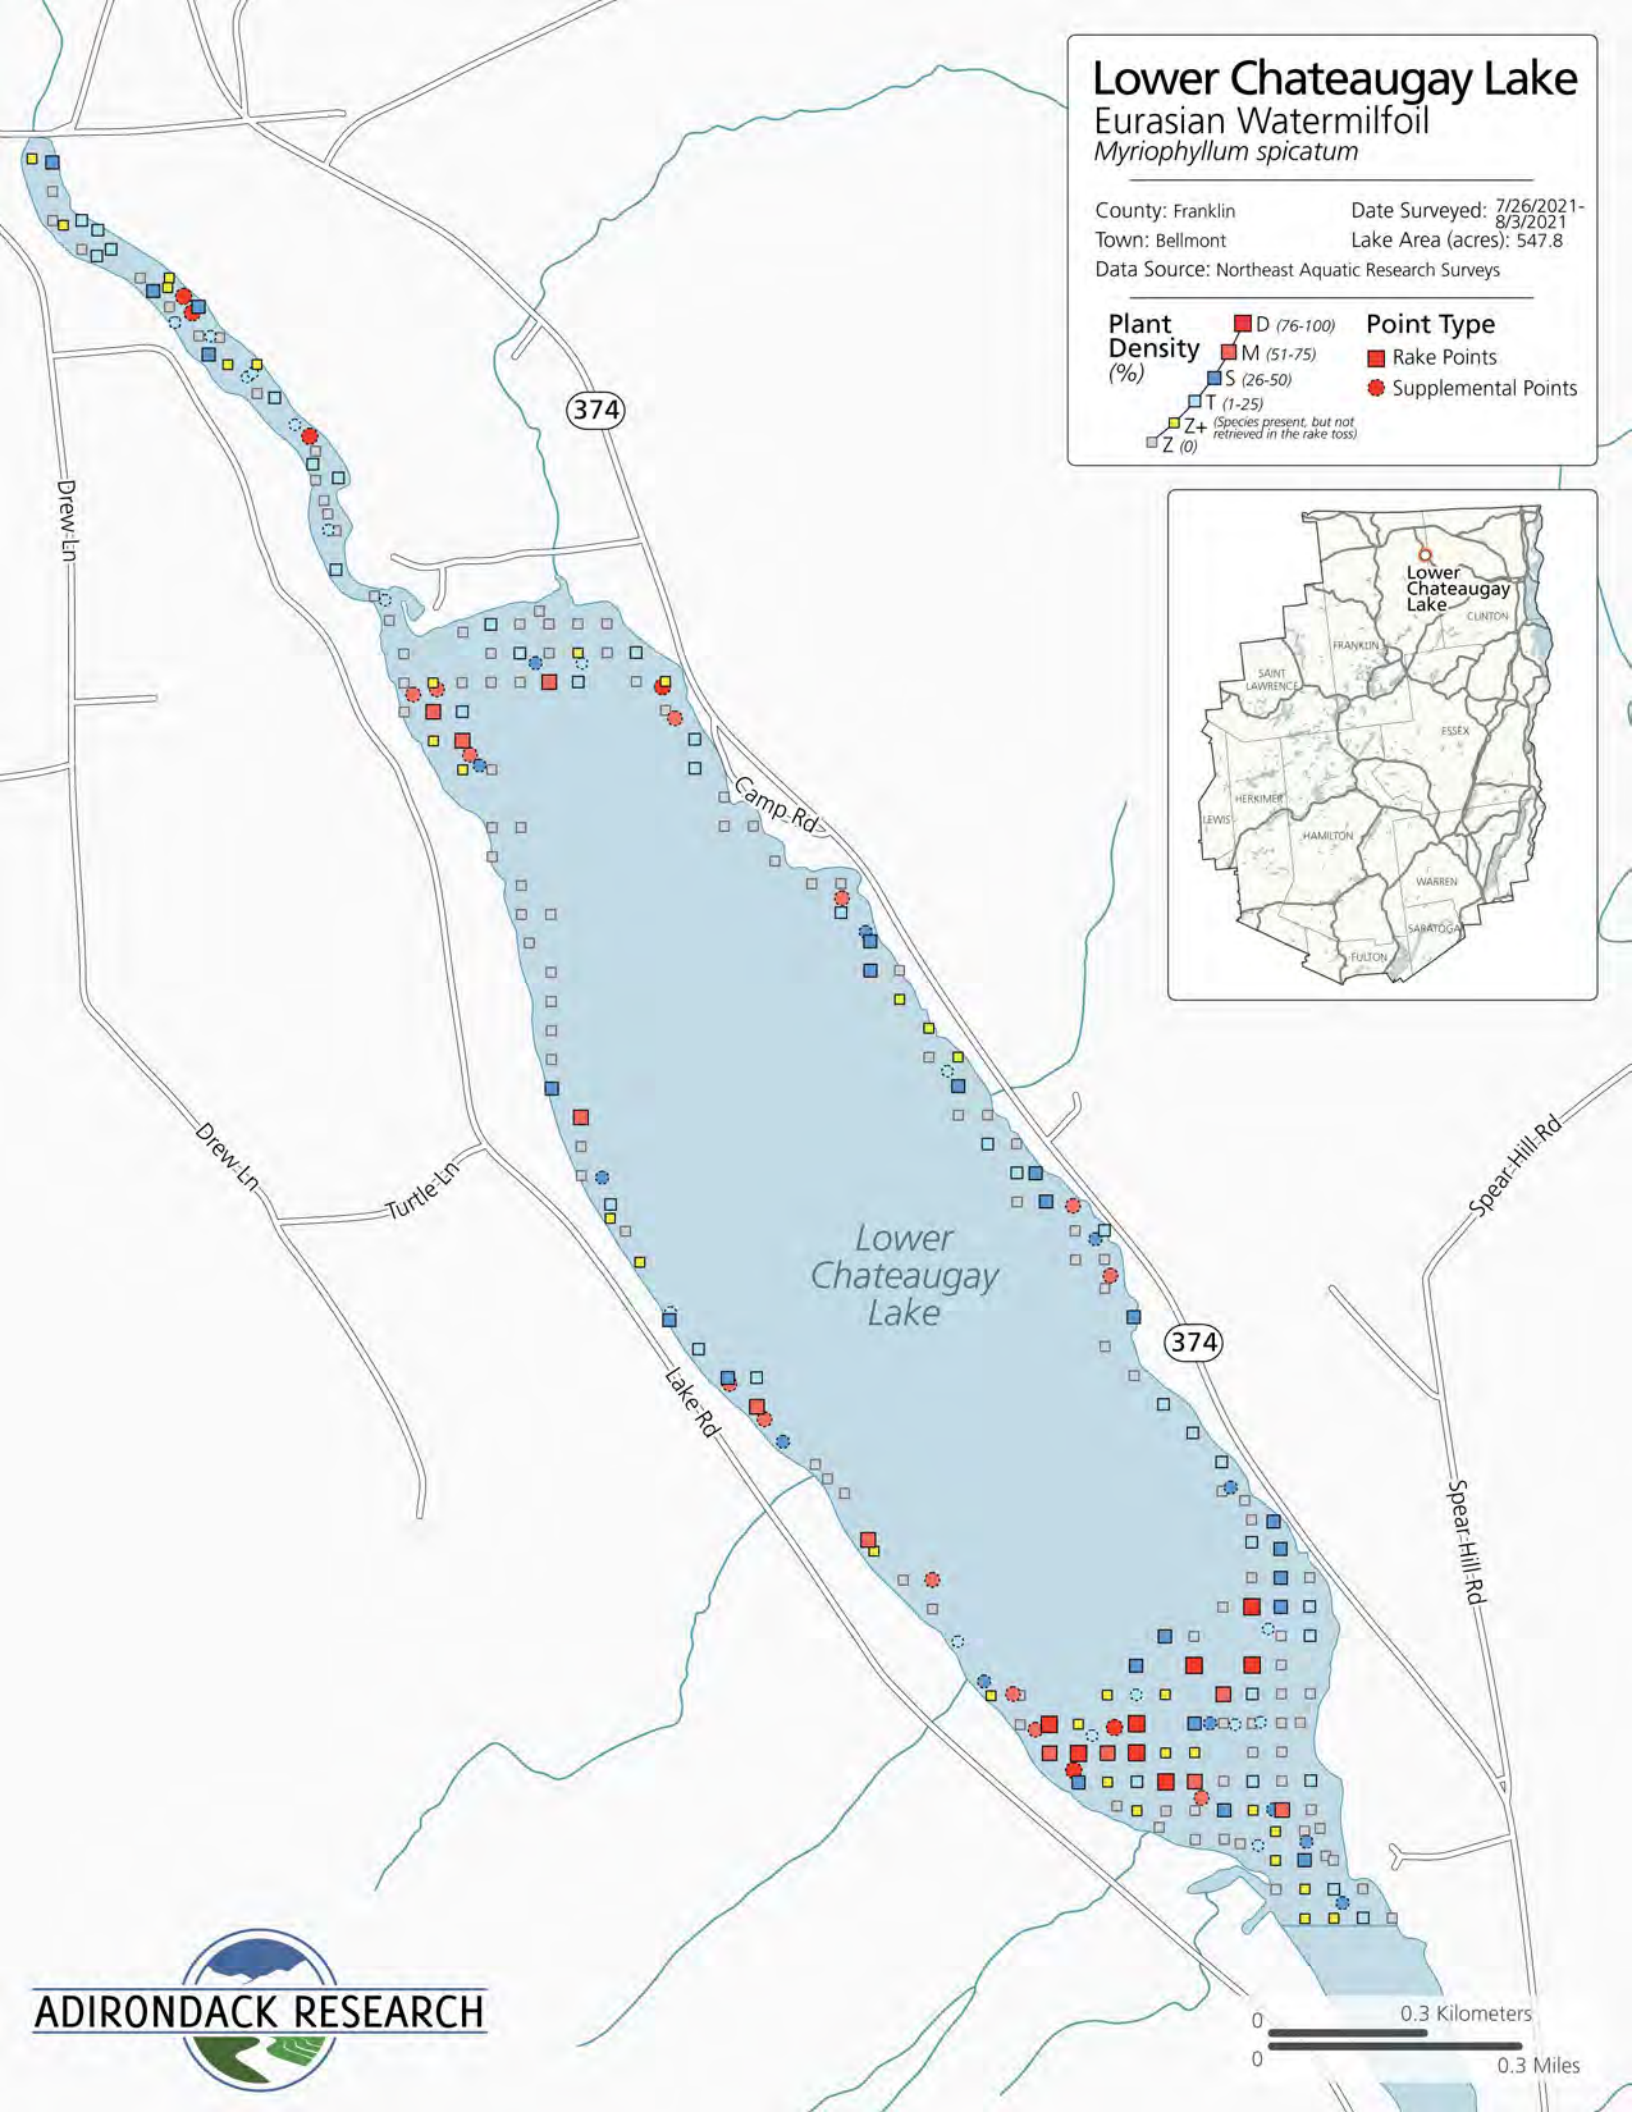 Lower Chateaugay Lake
Eurasian Watermilfoil
Myriophyllum spicatum
County: Franklin
Date Surveyed: 7/26/2021-
8/3/2021
Town: Bellmont
Lake Area (acres): 547.8
Data Source: Northeast Aquatic Research Surveys
Plant
Density
(%)
D (76-100)
M (51-75)
S (26-50)
T (1-25)
Z+ (Species present, but not
retrieved in the rake toss)
Z (0)
Point Type
Rake Points
Supplemental Points
374
Drew Ln
Lower
Chateaugay
Lake
CLINTON
FRANKLIN
SAINT
LAWRENCE
ESSEX
HERKIMER
LEWIS
HAMILTON
WARREN
SARATOGA
FULTON
Camp Rd
Drew Ln
Turtle Ln
Spear Hill Rd
Lower
Chateaugay
Lake
374
Lake Rd
Spear Hill Rd
ADIRONDACK RESEARCH
0 0.3 Kilometers
0 0.3 Miles